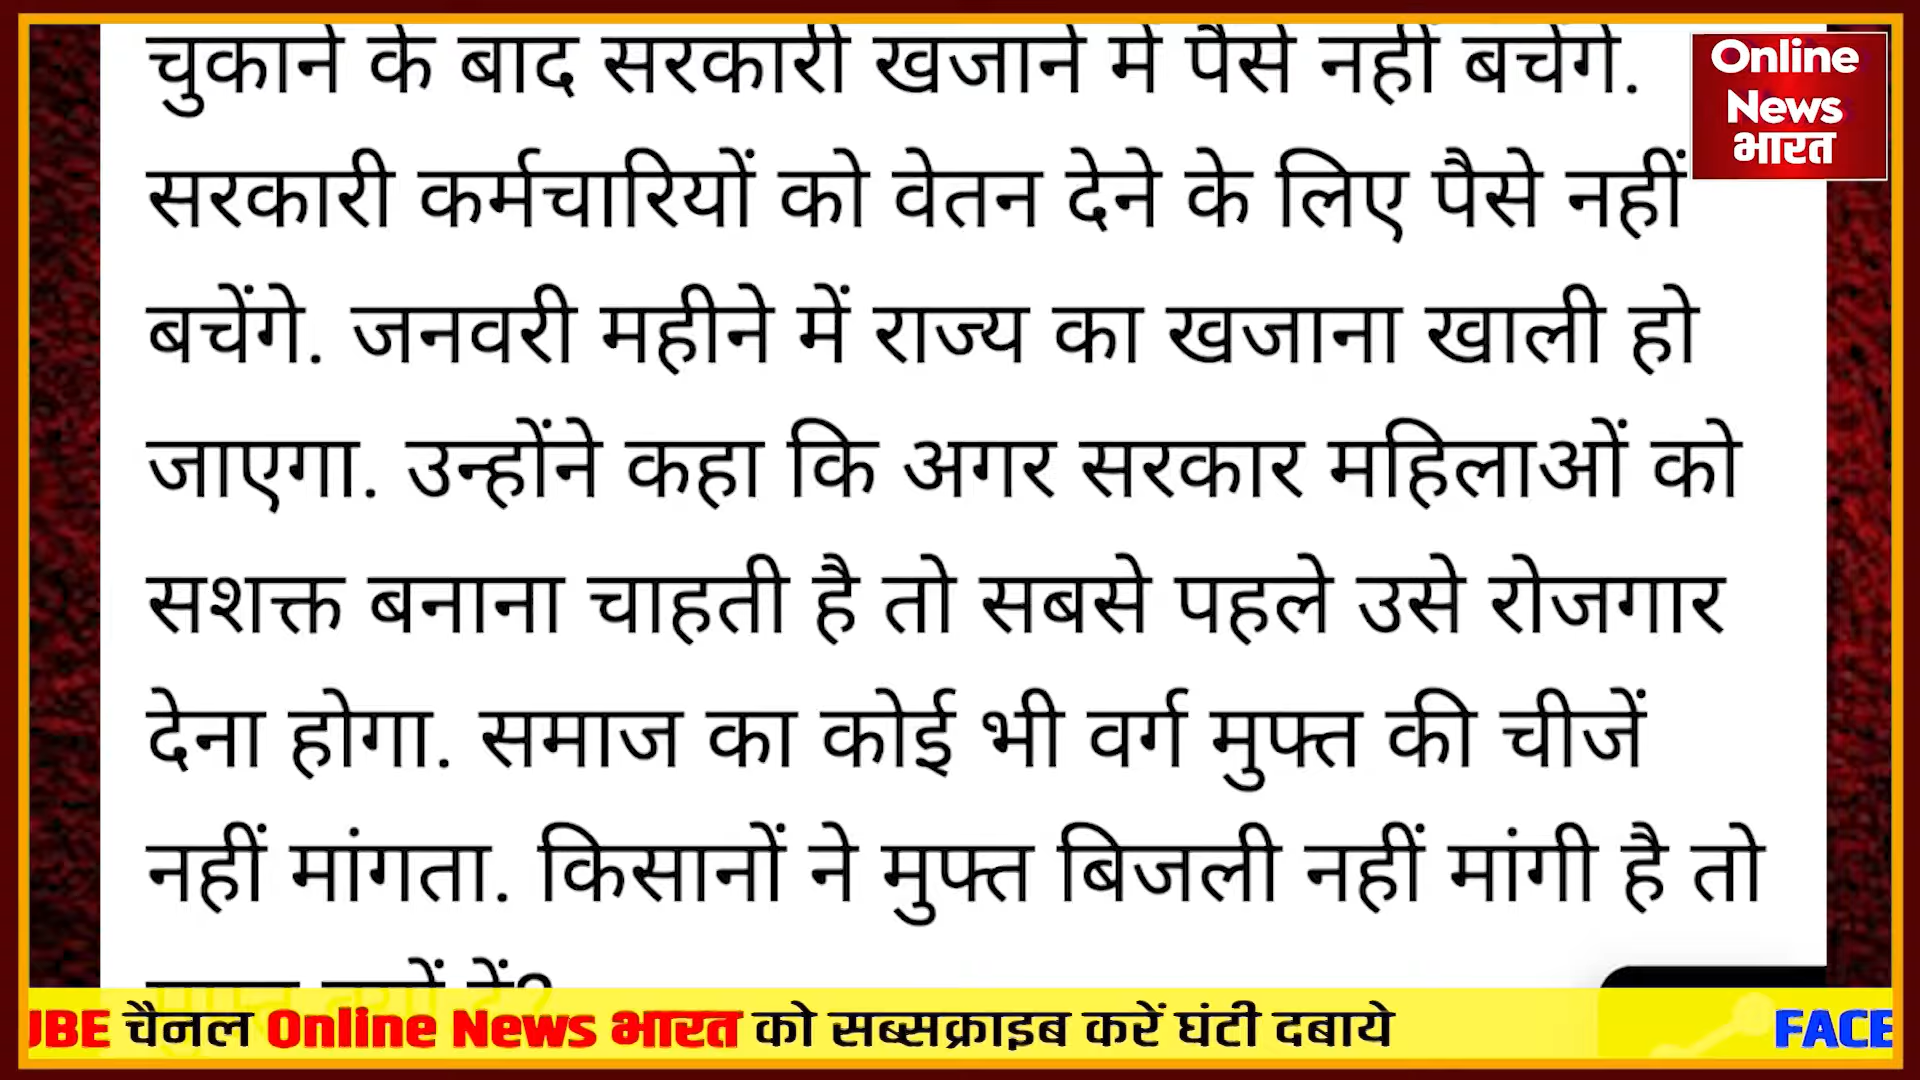 चुकाने के बाद सरकारी खजाने में पैसे नहीं बचेंगे.
सरकारी कर्मचारियों को वेतन देने के लिए पैसे नहीं
बचेंगे. जनवरी महीने में राज्य का खजाना खाली हो
जाएगा. उन्होंने कहा कि अगर सरकार महिलाओं को
सशक्त बनाना चाहती है तो सबसे पहले उसे रोजगार
देना होगा. समाज का कोई भी वर्ग मुफ्त की चीजें
नहीं मांगता. किसानों ने मुफ्त बिजली नहीं मांगी है तो
Online
News
भारत
UBE चैनल Online News भारत को सब्सक्राइब करें घंटी दबाये
FACE